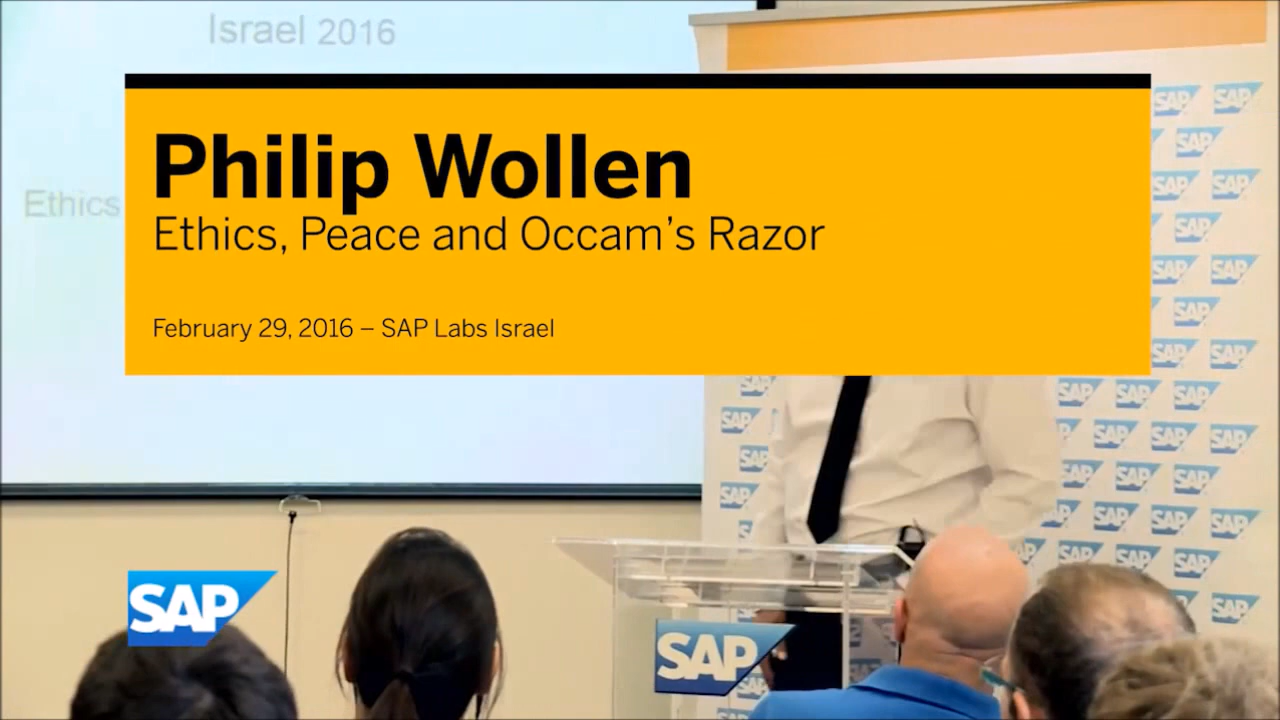 Israel 2016
Ethics
Philip Wollen
Ethics, Peace and Occam's Razor
February 29, 2016 – SAP Labs Israel
SAP
SAP